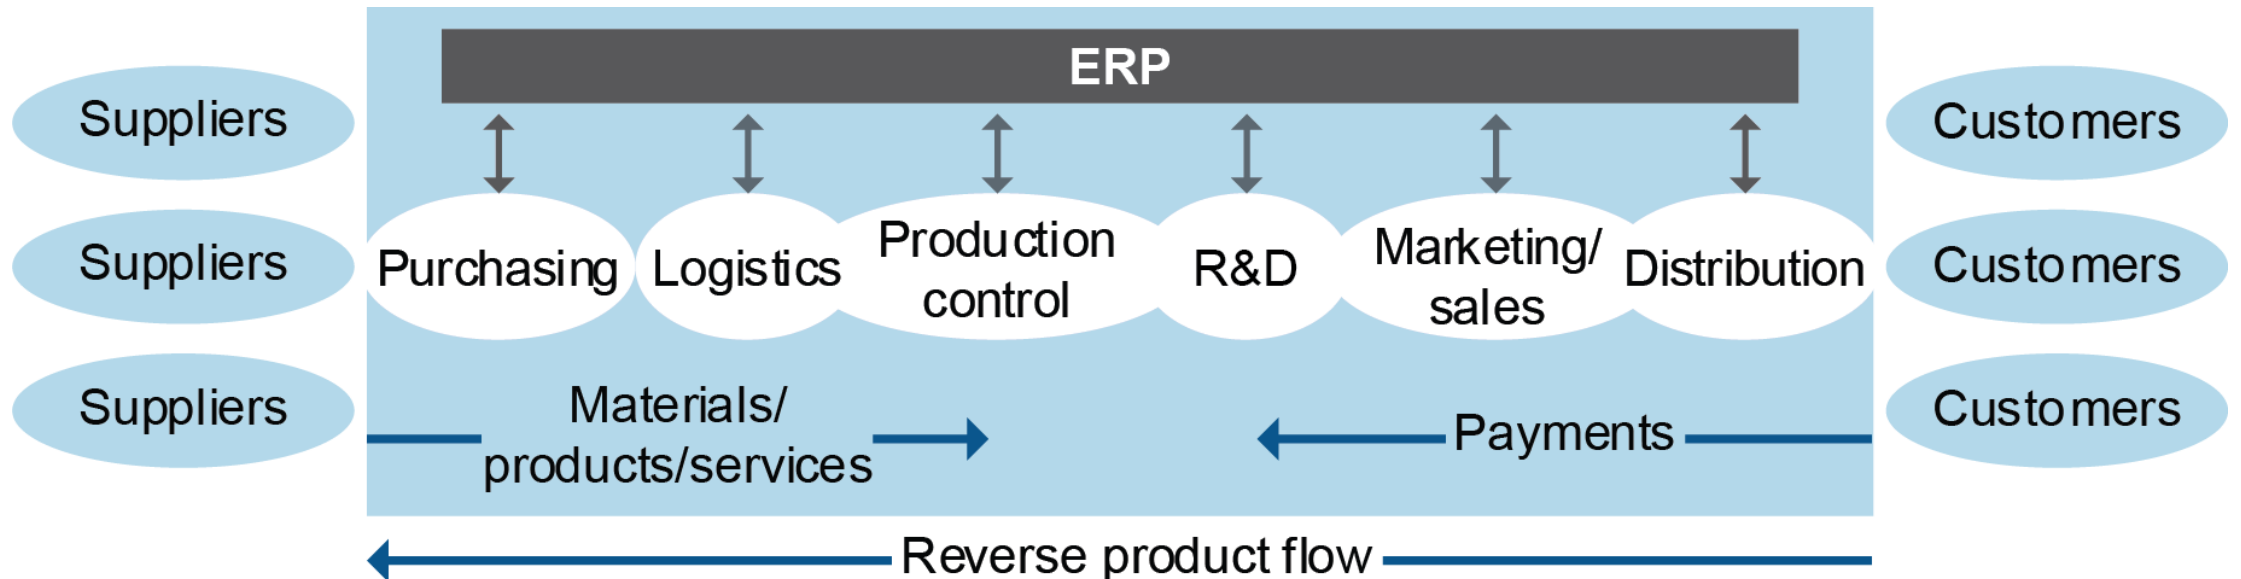 ERP
Suppliers
Customers
Suppliers
Purchasing
Logistics
Production
control
R&D
Marketing/
sales
Distribution
Customers
Suppliers
Materials/
products/services
Payments
Customers
Reverse product flow